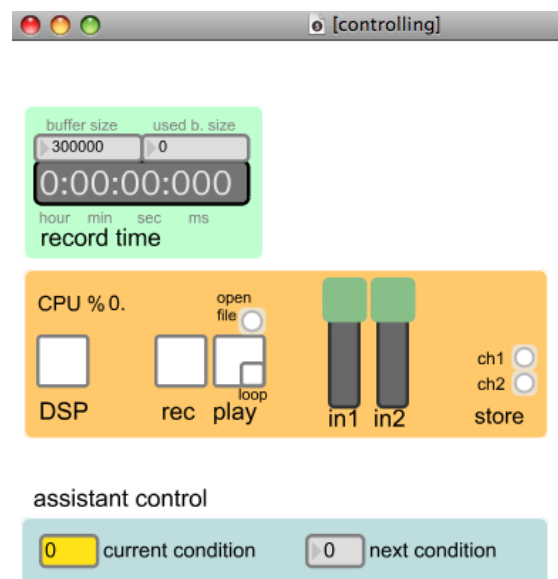 [controlling]
buffer size used b. size
300000 0
0:00:00:000
hour min sec ms
record time
CPU % 0. open
file
ch1
ch2
loop
DSP rec play in1 in2 store
assistant control
0 current condition 0 next condition